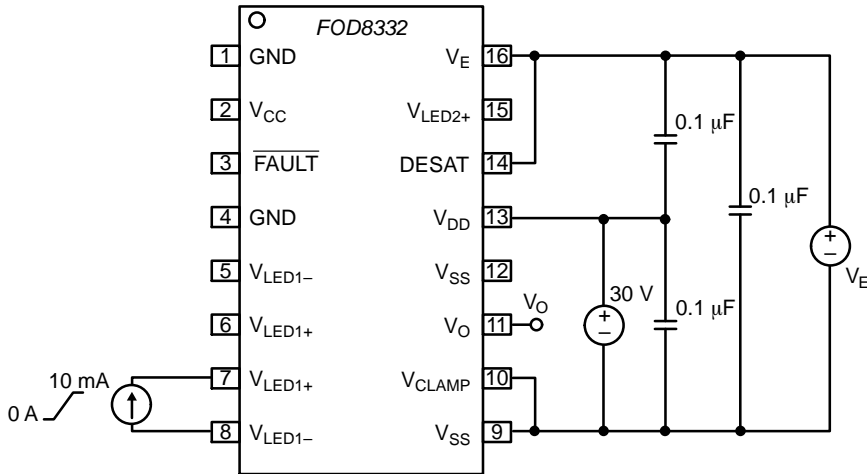 FOD8332
1 GND
2 VCC
3 FAULT
4 GND
5 VLED1–
6 VLED1+
7 VLED1+
8 VLED1–
VE 16
VLED2+ 15
DESAT 14
VDD 13
VSS 12
VO 11
VCLAMP 10
VSS 9
0 A
10 mA
VO
30 V
+
–
0.1 μF
0.1 μF
0.1 μF
+
–
VE